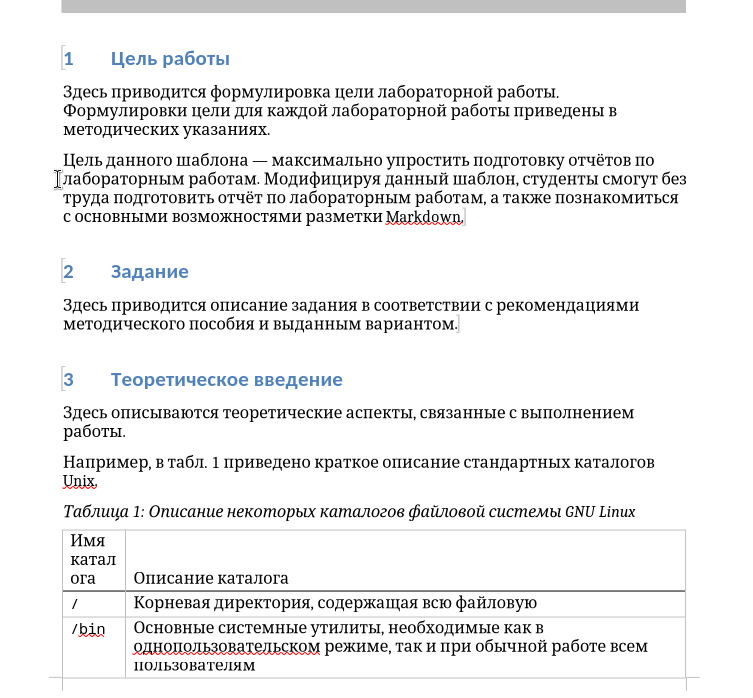 1 Цель работы
Здесь приводится формулировка цели лабораторной работы.
Формулировки цели для каждой лабораторной работы приведены в
методических указаниях.
Цель данного шаблона — максимально упростить подготовку отчётов по
лабораторным работам. Модифицируя данный шаблон, студенты смогут без
труда подготовить отчёт по лабораторным работам, а также познакомиться
с основными возможностями разметки Markdown.
2 Задание
Здесь приводится описание задания в соответствии с рекомендациями
методического пособия и выданным вариантом.
3 Теоретическое введение
Здесь описываются теоретические аспекты, связанные с выполнением
работы.
Например, в табл. 1 приведено краткое описание стандартных каталогов
Unix.
Таблица 1: Описание некоторых каталогов файловой системы GNU Linux
Имя
катал
ога
Описание каталога
/ Корневая директория, содержащая всю файловую
/bin Основные системные утилиты, необходимые как в
однопользовательском режиме, так и при обычной работе всем
пользователям